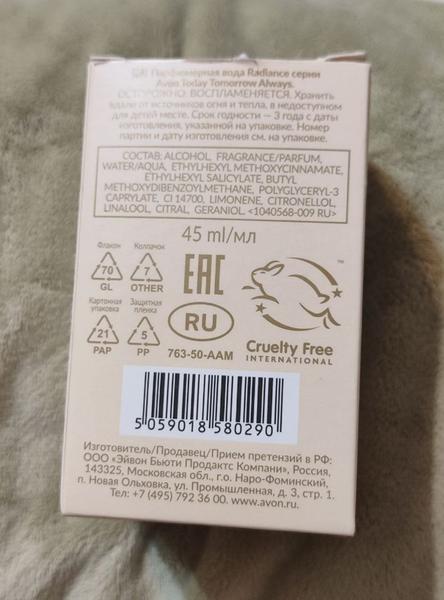 Парфюмерная вода Radiance серии
Avon Today Tomorrow Always.
ОСТОРОЖНО: ВОСПЛАМЕНЯЕТСЯ. Хранить
вдали от источников огня и тепла, в недоступном
для детей месте. Срок годности — 3 года с даты
изготовления, указанной на упаковке. Номер
партии и дату изготовления см. на упаковке.
СОСТАВ: ALCOHOL, FRAGRANCE/PARFUM,
WATER/AQUA, ETHYLHEXYL METHOXYCINNAMATE,
ETHYLHEXYL SALICYLATE, BUTYL
METHOXYDIBENZOYLMETHANE, POLYGLYCERYL-3
CAPRYLATE, CI 14700, LIMONENE, CITRONELLOL,
LINALOOL, CITRAL, GERANIOL. <1040568-009 RU>
45 ml/мл
Флакон Колпачок
70 7
GL OTHER
Картонная упаковка Защитная пленка
21 5
PAP PP
EAC
RU
763-50-AAM
TM
Cruelty Free
INTERNATIONAL
5 059018 580290
Изготовитель/Продавец/Прием претензий в РФ:
ООО «Эйвон Бьюти Продактс Компани», Россия,
143325, Московская обл., г.о. Наро-Фоминский,
п. Новая Ольховка, ул. Промышленная, д. 3, стр. 1.
Тел: +7 (495) 792 36 00. www.avon.ru